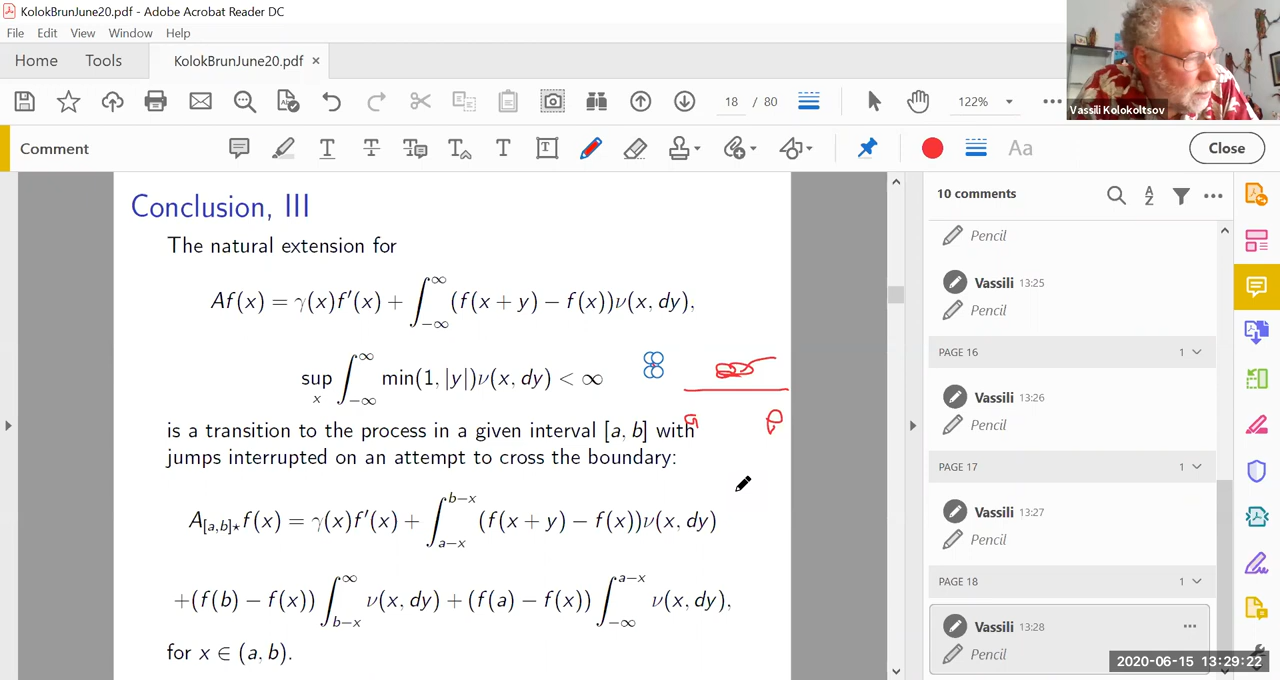 KolokBrunJune20.pdf - Adobe Acrobat Reader DC
File Edit View Window Help
Home Tools KolokBrunJune20.pdf ×
18 / 80 122%
Vassili Kolokoltsov
Comment
Aa
Close
Conclusion, III
The natural extension for
Af(x) = γ(x)f′(x) + ∫_{−∞}^{∞} (f(x + y) − f(x))ν(x, dy),
sup_x ∫_{−∞}^{∞} min(1, |y|)ν(x, dy) < ∞
is a transition to the process in a given interval [a, b] with
jumps interrupted on an attempt to cross the boundary:
A_{[a,b]⋆}f(x) = γ(x)f′(x) + ∫_{a−x}^{b−x} (f(x + y) − f(x))ν(x, dy)
+(f(b) − f(x)) ∫_{b−x}^{∞} ν(x, dy) + (f(a) − f(x)) ∫_{−∞}^{a−x} ν(x, dy),
for x ∈ (a, b).
10 comments
Pencil
Vassili 13:25
Pencil
PAGE 16 1
Vassili 13:26
Pencil
PAGE 17 1
Vassili 13:27
Pencil
PAGE 18 1
Vassili 13:28
Pencil
2020-06-15 13:29:22